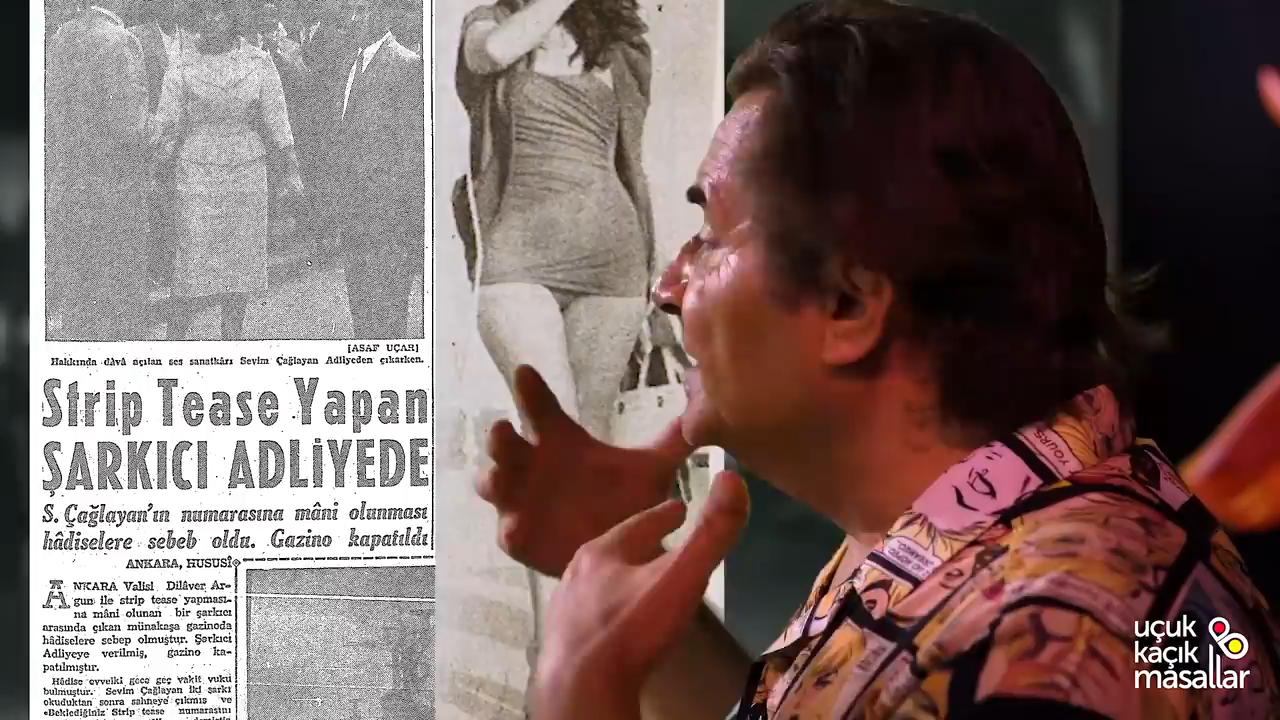 [ASAF UÇAR]
Hakkında dâvâ açılan ses sanatkârı Sevim Çağlayan Adliyeden çıkarken.
Strip Tease Yapan
ŞARKICI ADLİYEDE
S. Çağlayan'ın numarasına mâni olunması
hâdiselere sebeb oldu. Gazino kapatıldı
ANKARA, HUSUSÎ
ANKARA Valisi Dilâver Ar-
gun ile strip tease yapması-
na mâni olunan bir şarkıcı
arasında çıkan münakaşa gazinoda
hâdiselere sebep olmuştur. Şarkıcı
Adliyeye verilmiş, gazino ka-
patılmıştır.
Hâdise evvelki gece geç vakit vuku
bulmuştur. Sevim Çağlayan iki şarkı
okuduktan sonra sahneye çıkmış ve
«Beklediğiniz Strip tease numarasını
YOURS,
uçuk
kaçık
masallar